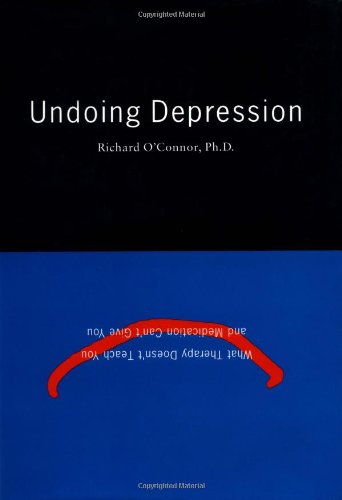 Copyrighted Material
Undoing Depression
Richard O'Connor, Ph.D.
What Therapy Doesn't Teach You
and Medication Can't Give You
Copyrighted Material